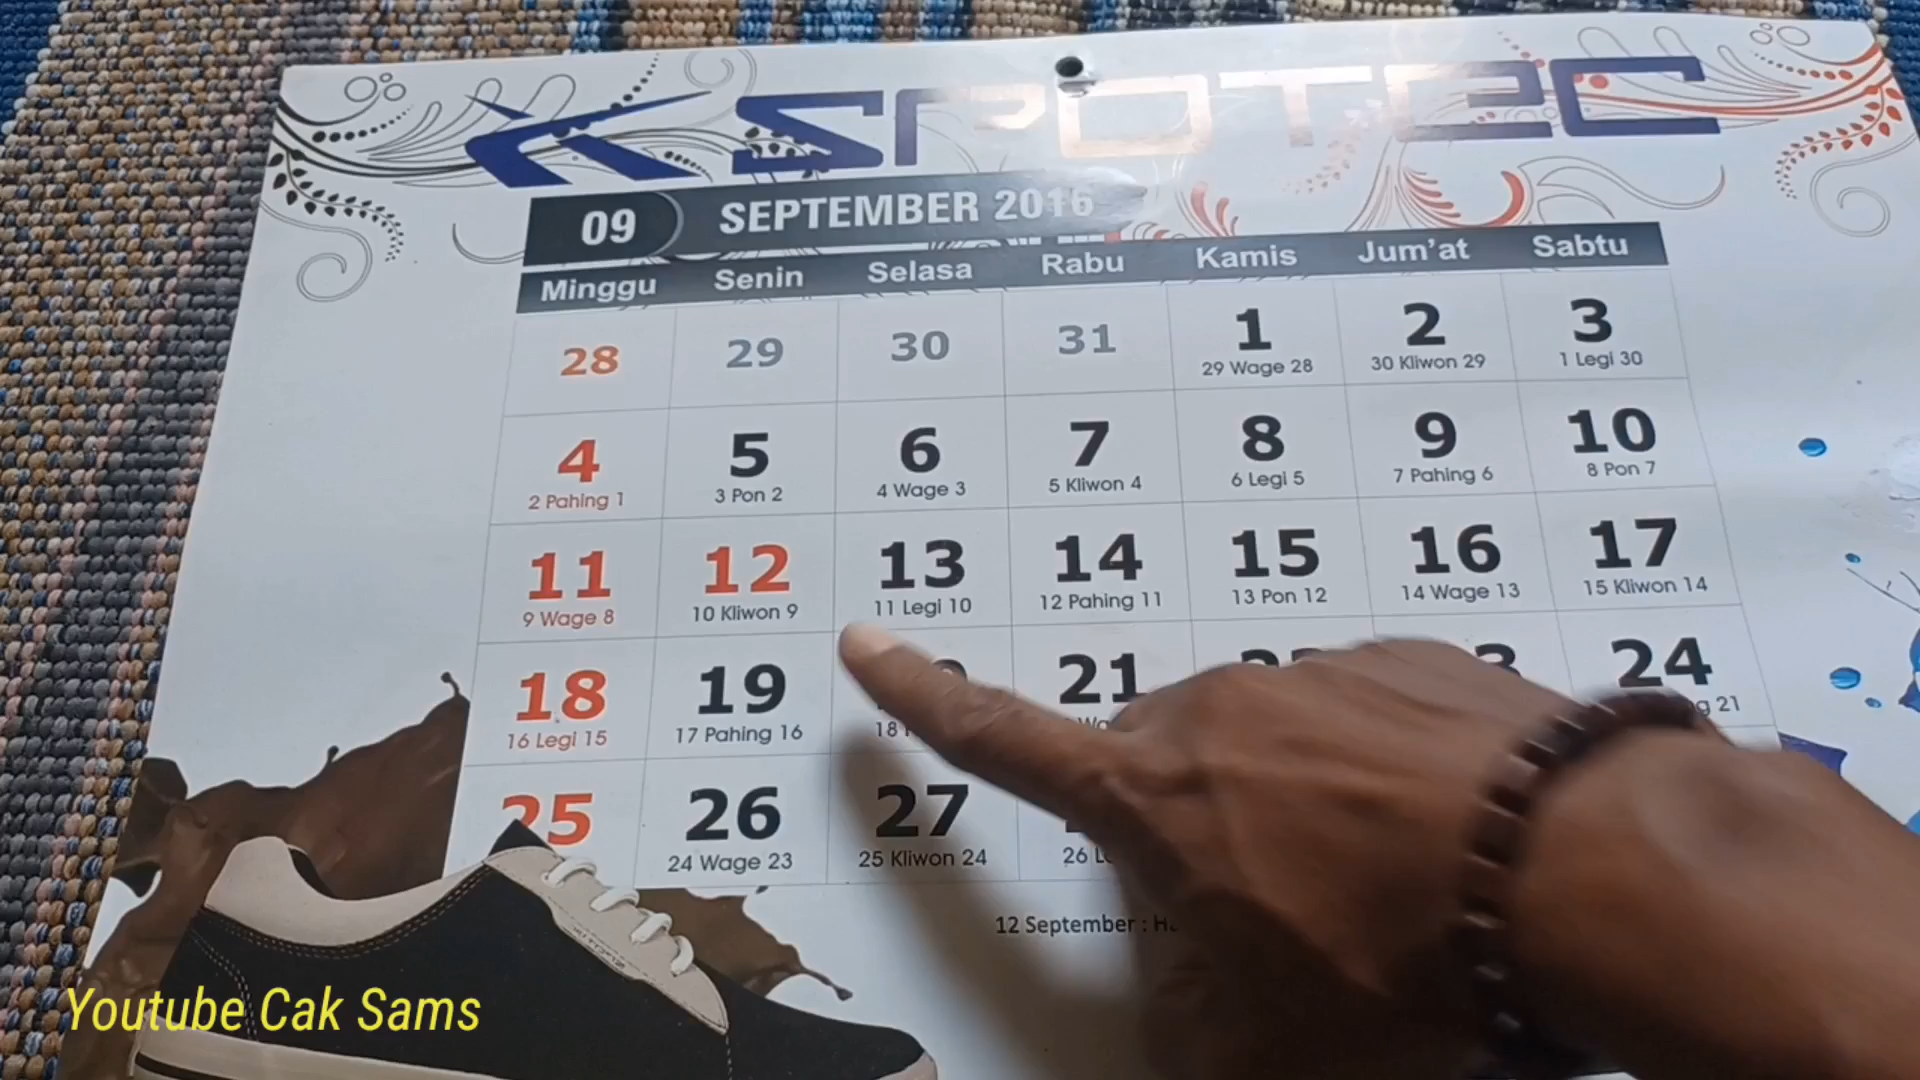 SPOTEC
09 SEPTEMBER 2016
Minggu Senin Selasa Rabu Kamis Jum'at Sabtu
28 29 30 31 1 2 3
29 Wage 28 30 Kliwon 29 1 Legi 30
4 5 6 7 8 9 10
2 Pahing 1 3 Pon 2 4 Wage 3 5 Kliwon 4 6 Legi 5 7 Pahing 6 8 Pon 7
11 12 13 14 15 16 17
9 Wage 8 10 Kliwon 9 11 Legi 10 12 Pahing 11 13 Pon 12 14 Wage 13 15 Kliwon 14
18 19 21 24
16 Legi 15 17 Pahing 16 18 21
25 26 27
24 Wage 23 25 Kliwon 24 26
12 September :
Youtube Cak Sams